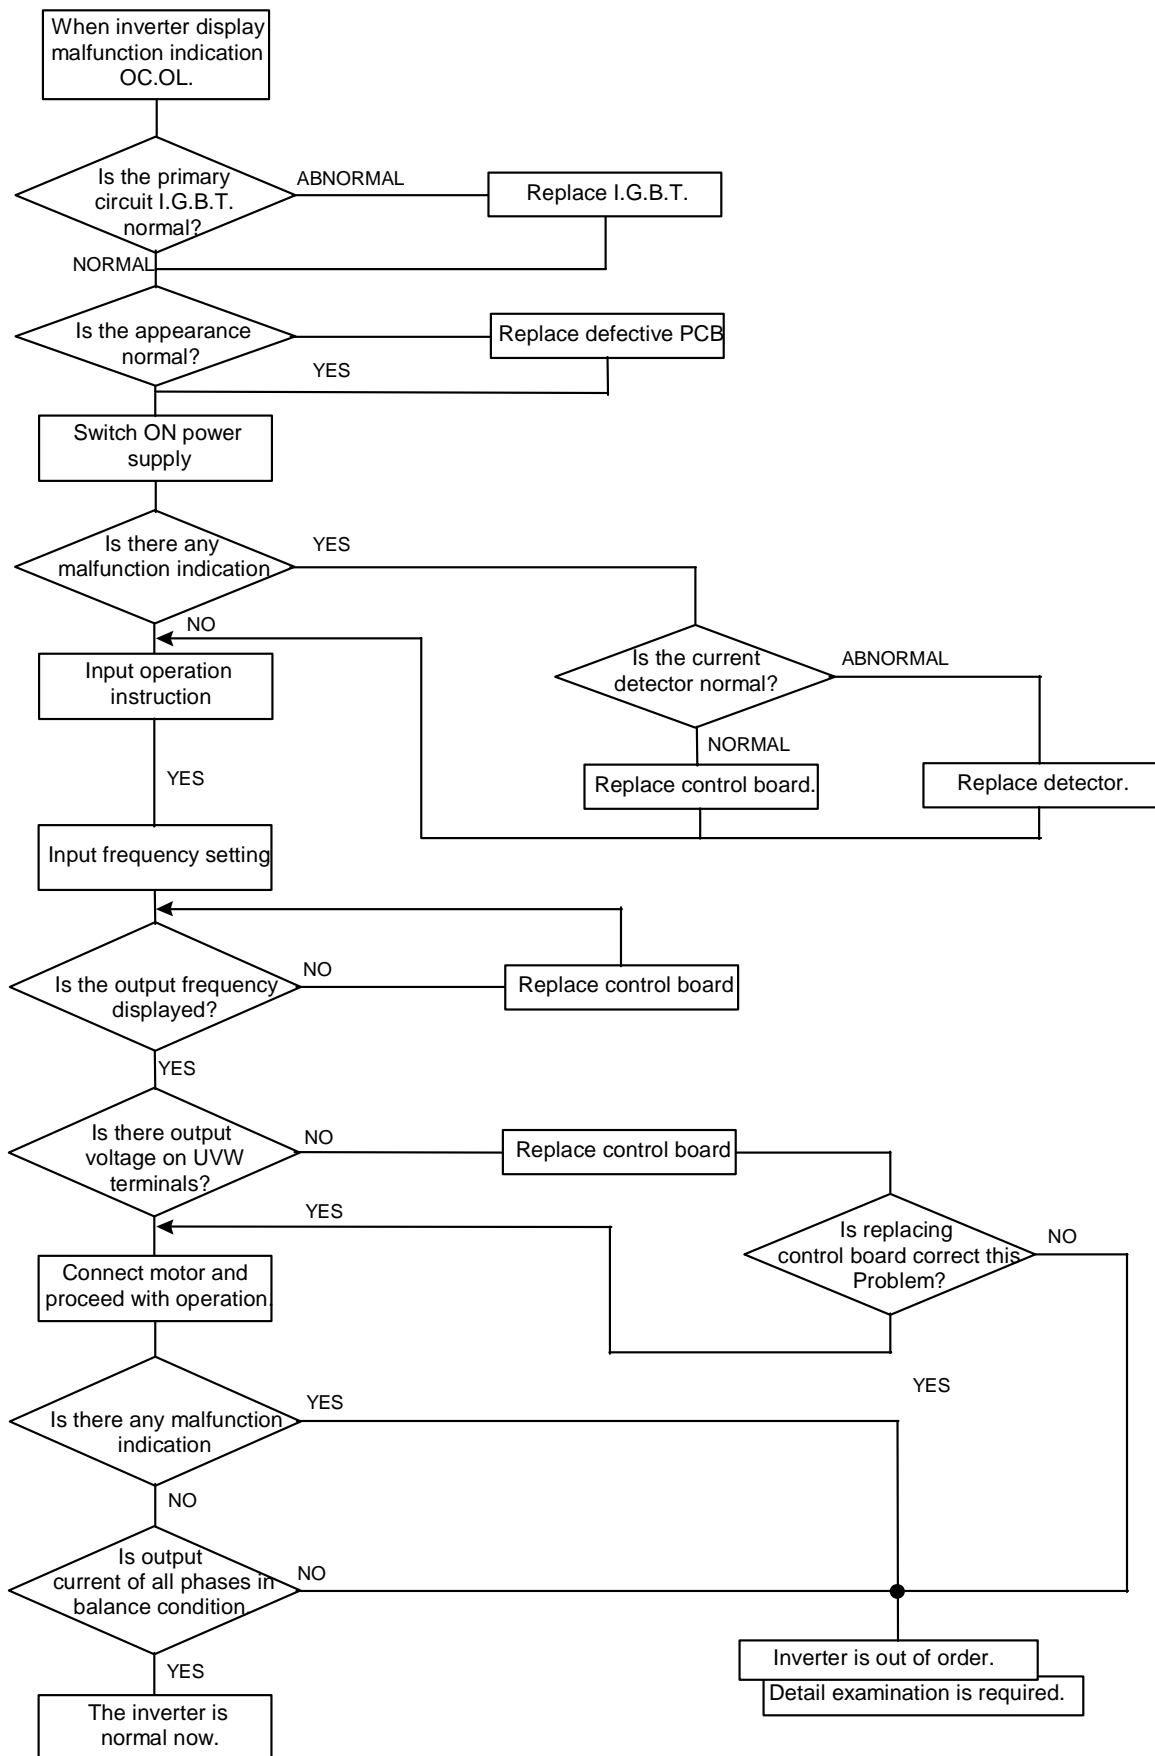 When inverter display
malfunction indication
OC.OL.
Is the primary
circuit I.G.B.T.
normal?
ABNORMAL
Replace I.G.B.T.
NORMAL
Is the appearance
normal?
Replace defective PCB
YES
Switch ON power
supply
Is there any
malfunction indication
YES
NO
Input operation
instruction
Is the current
detector normal?
ABNORMAL
NORMAL
Replace control board.
Replace detector.
YES
Input frequency setting
Is the output frequency
displayed?
NO
Replace control board
YES
Is there output
voltage on UVW
terminals?
NO
Replace control board
YES
Is replacing
control board correct this
Problem?
NO
Connect motor and
proceed with operation.
YES
Is there any malfunction
indication
YES
NO
Is output
current of all phases in
balance condition
NO
YES
Inverter is out of order.
Detail examination is required.
The inverter is
normal now.